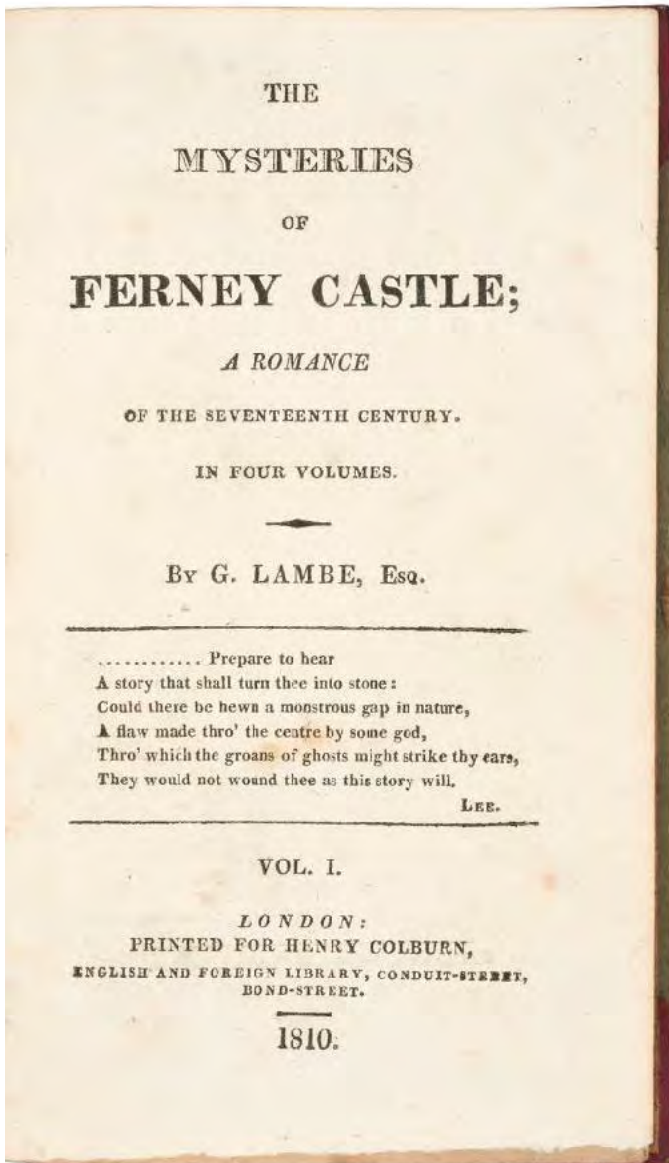 THE
MYSTERIES
OF
FERNEY CASTLE;
A ROMANCE
OF THE SEVENTEENTH CENTURY.
IN FOUR VOLUMES.
BY G. LAMBE, ESQ.
............ Prepare to hear
A story that shall turn thee into stone:
Could there be hewn a monstrous gap in nature,
A flaw made thro' the centre by some god,
Thro' which the groans of ghosts might strike thy ears,
They would not wound thee as this story will.
LEE.
VOL. I.
LONDON:
PRINTED FOR HENRY COLBURN,
ENGLISH AND FOREIGN LIBRARY, CONDUIT-STREET,
BOND-STREET.
1810.